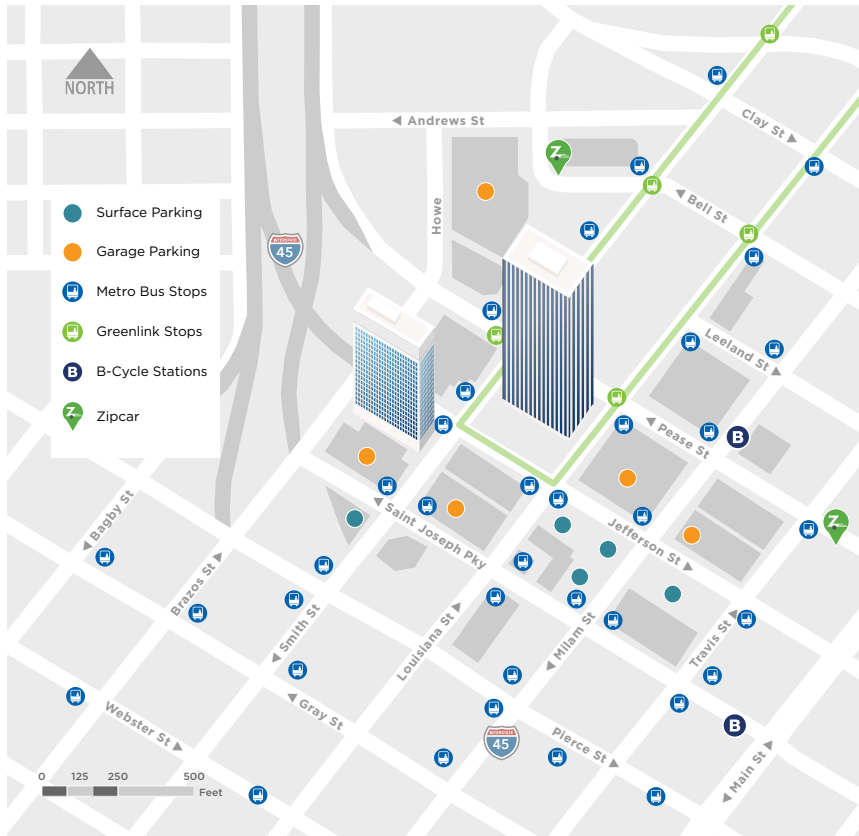 NORTH
Andrews St
Clay St
Z
Bell St
Howe
Surface Parking
Garage Parking
Metro Bus Stops
Greenlink Stops
B
B-Cycle Stations
Z
Zipcar
INTERSTATE
45
Leeland St
Pease St
B
Z
Bagby St
Saint Joseph Pky
Jefferson St
Brazos St
Smith St
Louisiana St
Milam St
Travis St
Webster St
Gray St
INTERSTATE
45
Pierce St
B
Main St
0 125 250 500
Feet